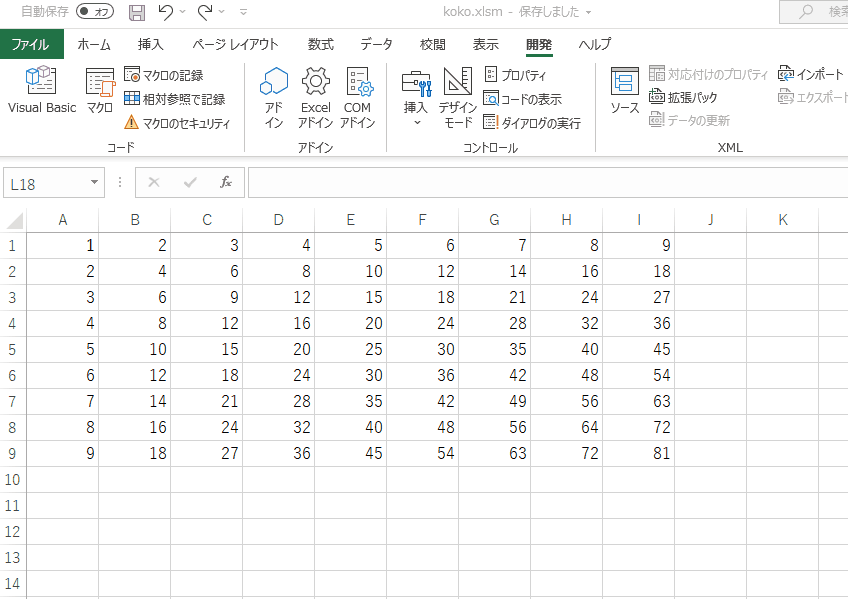 自動保存 オフ koko.xlsm - 保存しました 検索
ファイル ホーム 挿入 ページ レイアウト 数式 データ 校閲 表示 開発 ヘルプ
Visual Basic マクロ マクロの記録 相対参照で記録 マクロのセキュリティ
コード
アドイン Excel アドイン COM アドイン
アドイン
挿入 デザイン モード プロパティ コードの表示 ダイアログの実行
コントロール
ソース 対応付けのプロパティ 拡張パック データの更新 インポート エクスポート
XML
L18 fx
A B C D E F G H I J K
1 1 2 3 4 5 6 7 8 9
2 2 4 6 8 10 12 14 16 18
3 3 6 9 12 15 18 21 24 27
4 4 8 12 16 20 24 28 32 36
5 5 10 15 20 25 30 35 40 45
6 6 12 18 24 30 36 42 48 54
7 7 14 21 28 35 42 49 56 63
8 8 16 24 32 40 48 56 64 72
9 9 18 27 36 45 54 63 72 81
10
11
12
13
14